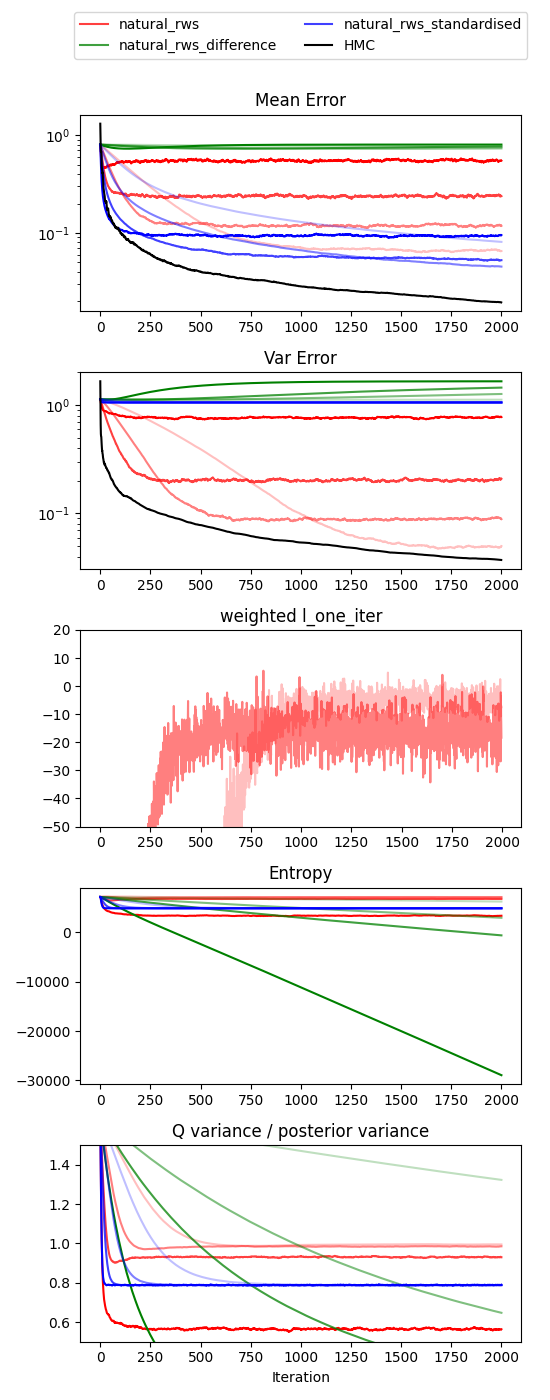 natural_rws
natural_rws_difference
natural_rws_standardised
HMC
Mean Error
10^0
10^-1
0 250 500 750 1000 1250 1500 1750 2000
Var Error
10^0
10^-1
0 250 500 750 1000 1250 1500 1750 2000
weighted l_one_iter
20
10
0
−10
−20
−30
−40
−50
0 250 500 750 1000 1250 1500 1750 2000
Entropy
0
−10000
−20000
−30000
0 250 500 750 1000 1250 1500 1750 2000
Q variance / posterior variance
1.4
1.2
1.0
0.8
0.6
0 250 500 750 1000 1250 1500 1750 2000
Iteration